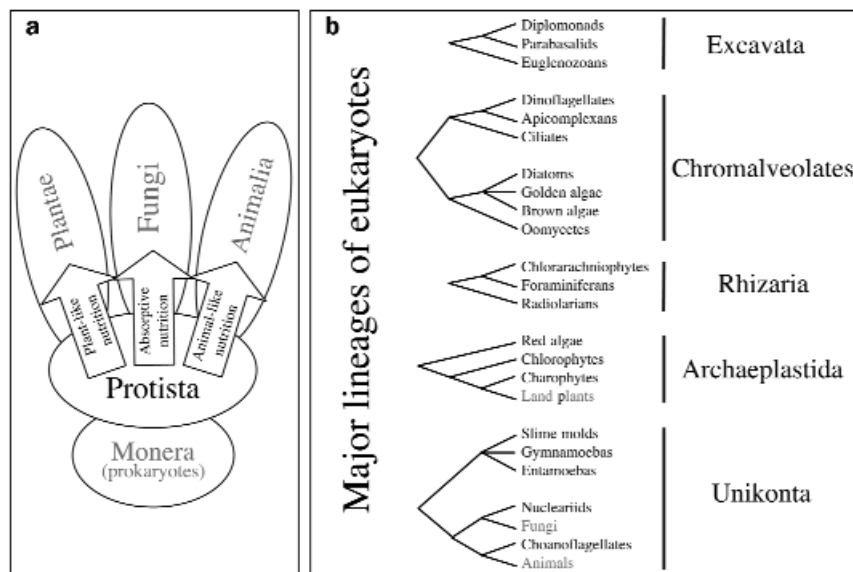 a
Plantae
Fungi
Animalia
Plant-like
nutrition
Absorptive
nutrition
Animal-like
nutrition
Protista
Monera
(prokaryotes)
b
Major lineages of eukaryotes
Diplomonads
Parabasalids
Euglenozoans
Excavata
Dinoflagellates
Apicomplexans
Ciliates
Diatoms
Golden algae
Brown algae
Oomycetes
Chromalveolates
Chlorarachniophytes
Foraminiferans
Radiolarians
Rhizaria
Red algae
Chlorophytes
Charophytes
Land plants
Archaeplastida
Slime molds
Gymnamoebas
Entamoebas
Nucleariids
Fungi
Choanoflagellates
Animals
Unikonta